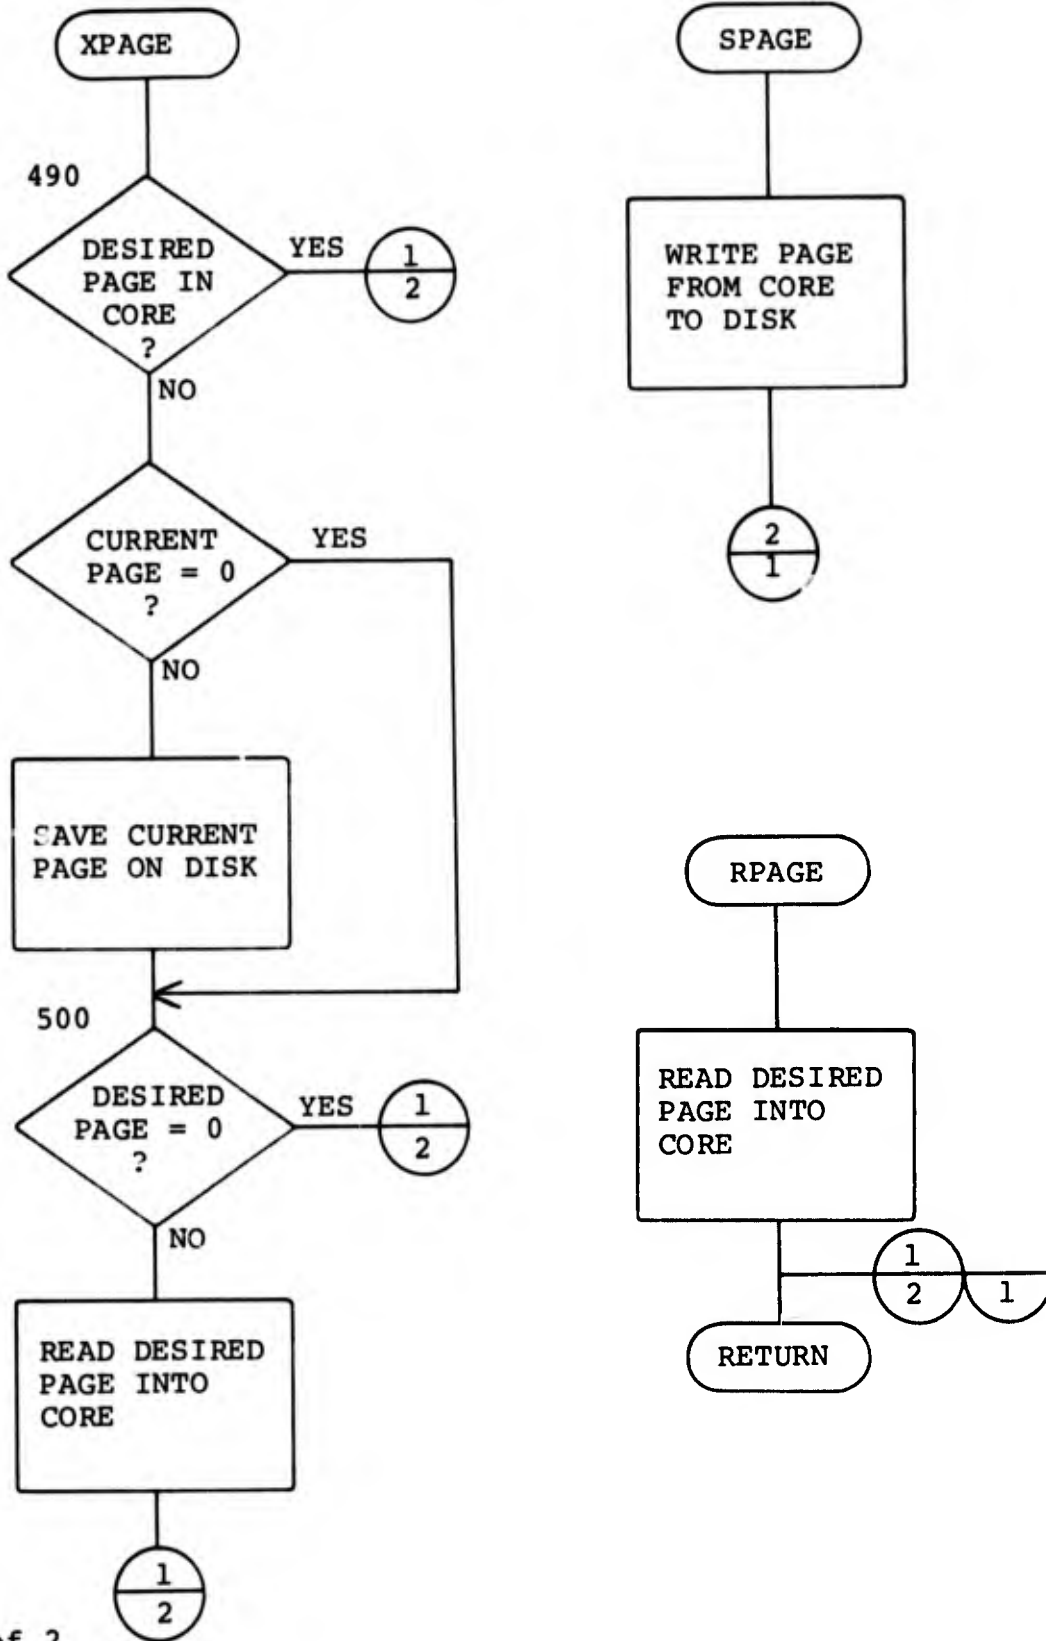 XPAGE
490
DESIRED
PAGE IN
CORE
?
YES
1
2
NO
CURRENT
PAGE = 0
?
YES
NO
SAVE CURRENT
PAGE ON DISK
500
DESIRED
PAGE = 0
?
YES
1
2
NO
READ DESIRED
PAGE INTO
CORE
1
2
of 2
SPAGE
WRITE PAGE
FROM CORE
TO DISK
2
1
RPAGE
READ DESIRED
PAGE INTO
CORE
1
2
1
RETURN